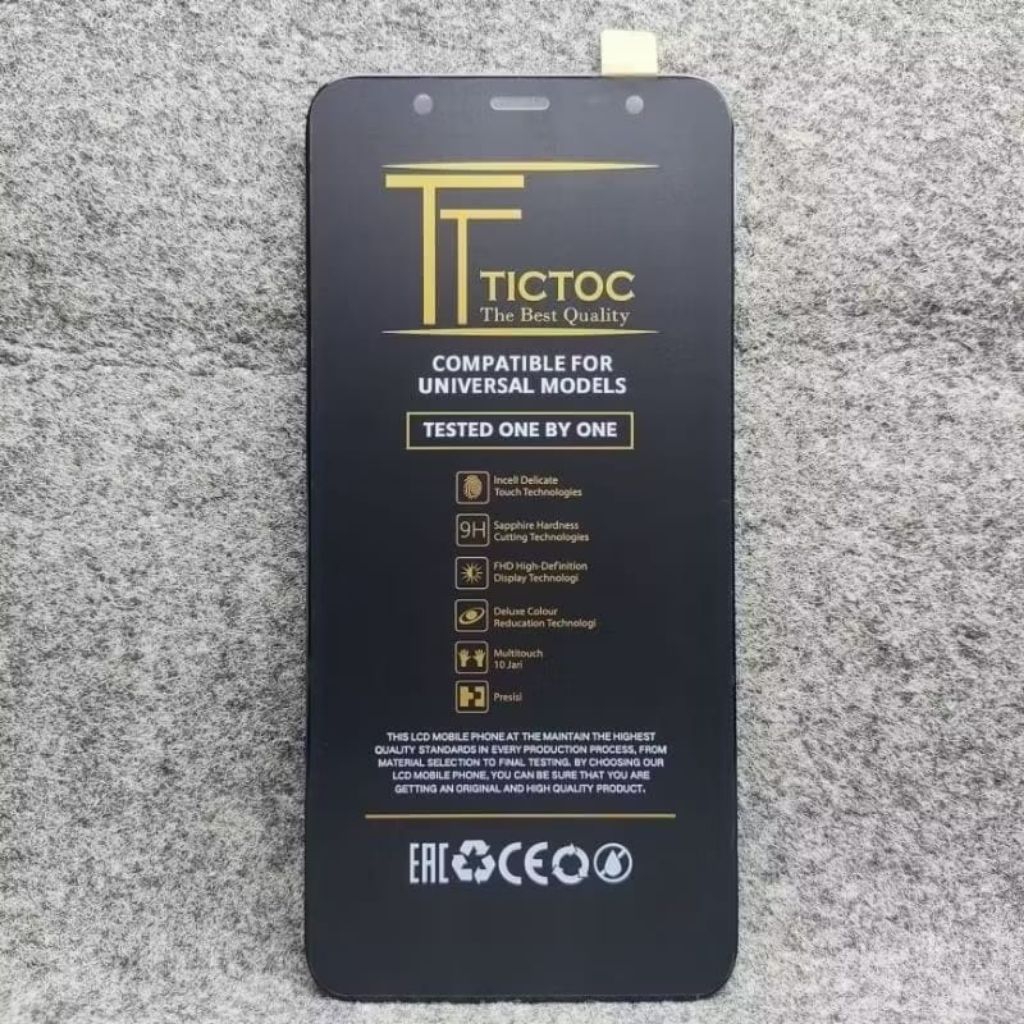 TT
TICTOC
The Best Quality
COMPATIBLE FOR
UNIVERSAL MODELS
TESTED ONE BY ONE
Incell Delicate
Touch Technologies
9H
Sapphire Hardness
Cutting Technologies
FHD High-Definition
Display Technologi
Deluxe Colour
Reducation Technologi
Multitouch
10 Jari
Presisi
THIS LCD MOBILE PHONE AT THE MAINTAIN THE HIGHEST
QUALITY STANDARDS IN EVERY PRODUCTION PROCESS, FROM
MATERIAL SELECTION TO FINAL TESTING. BY CHOOSING OUR
LCD MOBILE PHONE, YOU CAN BE SURE THAT YOU ARE
GETTING AN ORIGINAL AND HIGH QUALITY PRODUCT.
EAC CE